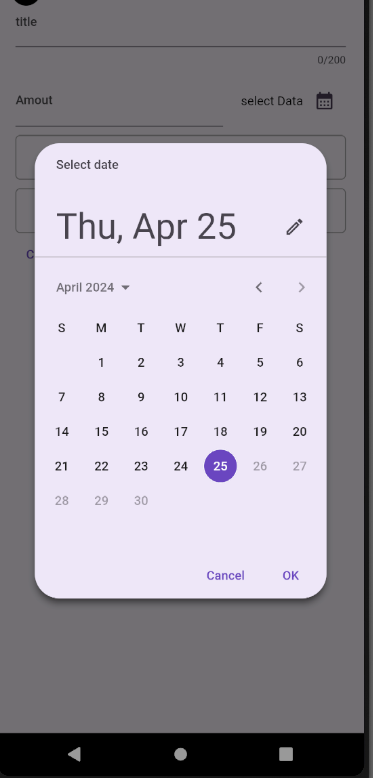 title
0/200
Amout
select Data
Select date
Thu, Apr 25
C
April 2024
S M T W T F S
1 2 3 4 5 6
7 8 9 10 11 12 13
14 15 16 17 18 19 20
21 22 23 24 25 26 27
28 29 30
Cancel OK